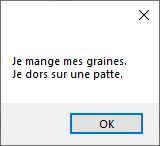 Je mange mes graines.
Je dors sur une patte.
OK